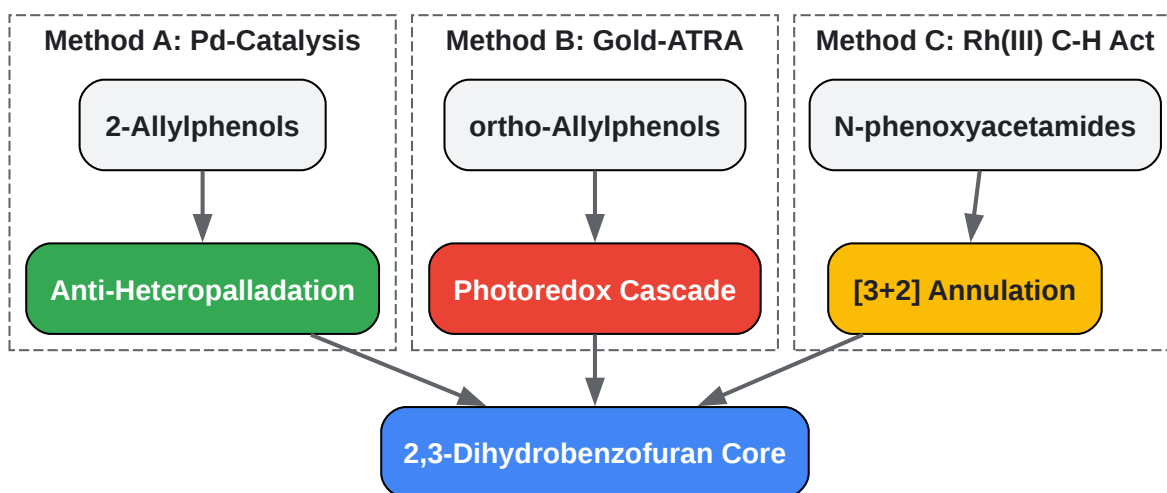 Method A: Pd-Catalysis
2-Allylphenols
Anti-Heteropalladation
Method B: Gold-ATRA
ortho-Allylphenols
Photoredox Cascade
Method C: Rh(III) C-H Act
N-phenoxyacetamides
[3+2] Annulation
2,3-Dihydrobenzofuran Core